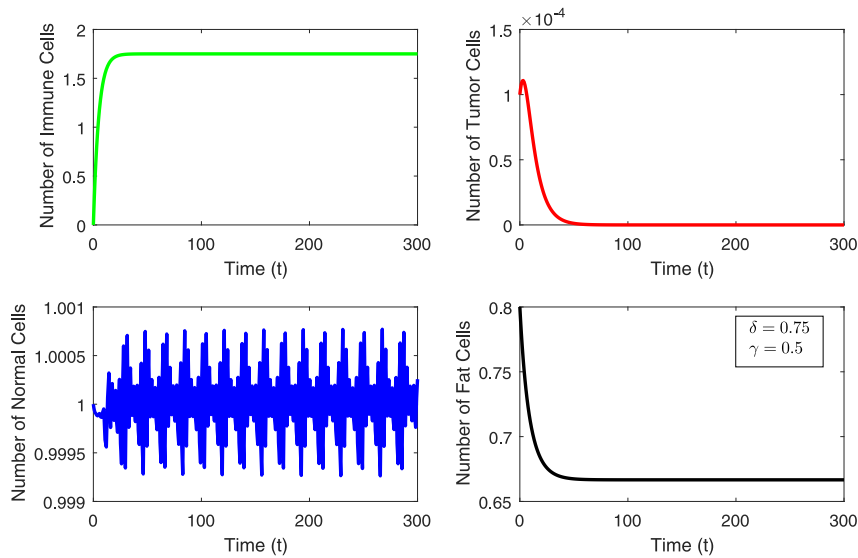 2
1.5
1
0.5
0
0 100 200 300
Number of Immune Cells
Time (t)
×10⁻⁴
1.5
1
0.5
0
0 100 200 300
Number of Tumor Cells
Time (t)
1.001
1.0005
1
0.9995
0.999
0 100 200 300
Number of Normal Cells
Time (t)
0.8
0.75
0.7
0.65
0 100 200 300
Number of Fat Cells
Time (t)
δ = 0.75
γ = 0.5